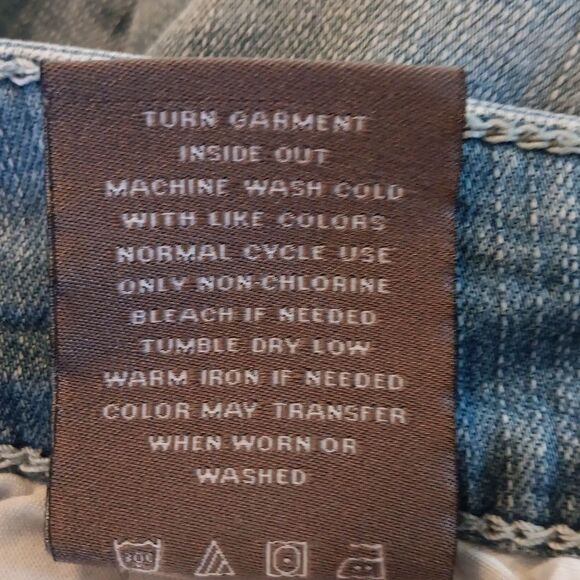 TURN GARMENT
INSIDE OUT
MACHINE WASH COLD
WITH LIKE COLORS
NORMAL CYCLE USE
ONLY NON-CHLORINE
BLEACH IF NEEDED
TUMBLE DRY LOW
WARM IRON IF NEEDED
COLOR MAY TRANSFER
WHEN WORN OR
WASHED